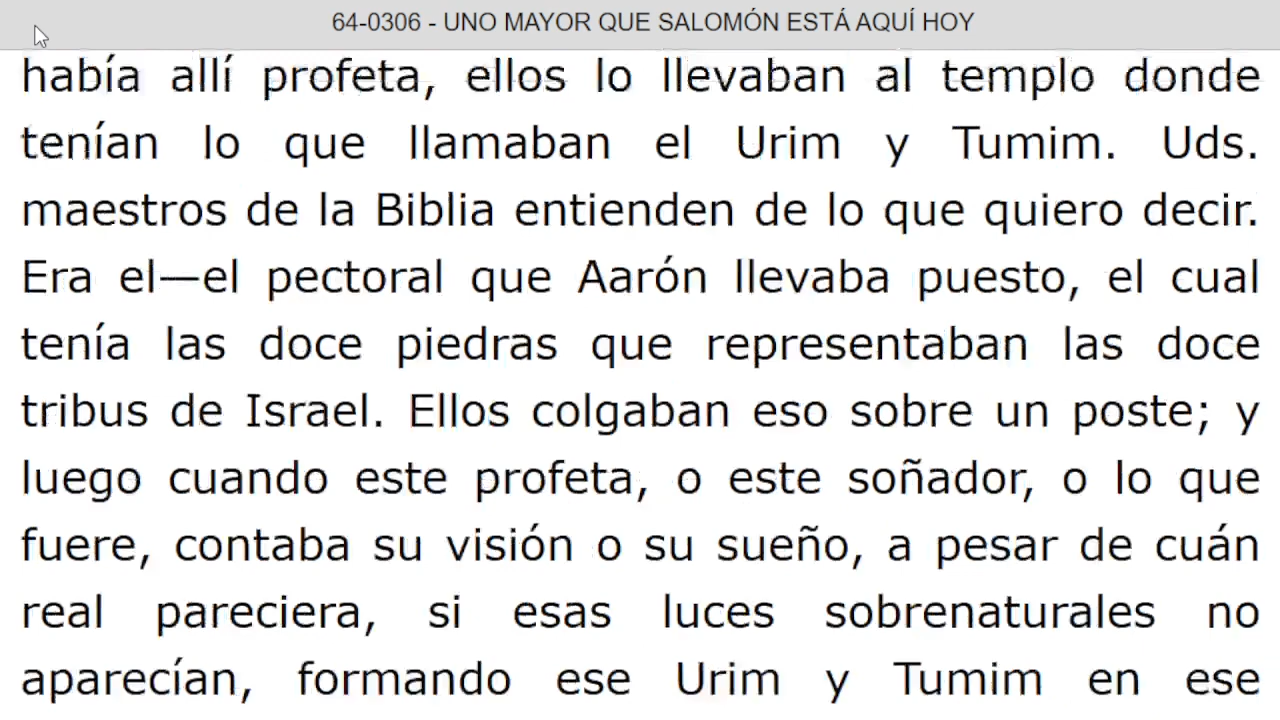 64-0306 - UNO MAYOR QUE SALOMÓN ESTÁ AQUÍ HOY
había allí profeta, ellos lo llevaban al templo donde
tenían lo que llamaban el Urim y Tumim. Uds.
maestros de la Biblia entienden de lo que quiero decir.
Era el—el pectoral que Aarón llevaba puesto, el cual
tenía las doce piedras que representaban las doce
tribus de Israel. Ellos colgaban eso sobre un poste; y
luego cuando este profeta, o este soñador, o lo que
fuere, contaba su visión o su sueño, a pesar de cuán
real pareciera, si esas luces sobrenaturales no
aparecían, formando ese Urim y Tumim en ese